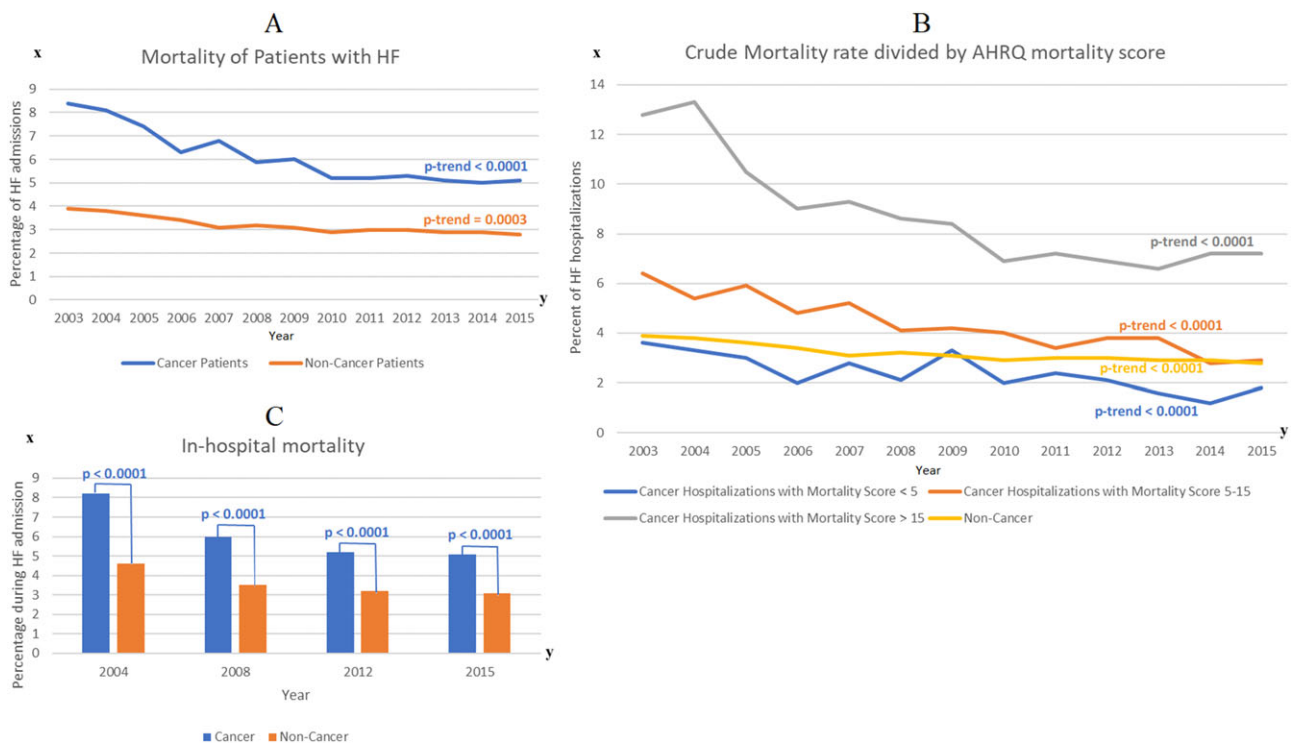 A
x
Mortality of Patients with HF
Percentage of HF admissions
9
8
7
6
5
4
3
2
1
0
p-trend < 0.0001
p-trend = 0.0003
y
2003 2004 2005 2006 2007 2008 2009 2010 2011 2012 2013 2014 2015
Year
Cancer Patients Non-Cancer Patients
B
x
Crude Mortality rate divided by AHRQ mortality score
Percent of HF hospitalizations
14
12
10
8
6
4
2
0
p-trend < 0.0001
p-trend < 0.0001
p-trend < 0.0001
p-trend < 0.0001
y
2003 2004 2005 2006 2007 2008 2009 2010 2011 2012 2013 2014 2015
Year
Cancer Hospitalizations with Mortality Score < 5 Cancer Hospitalizations with Mortality Score 5-15
Cancer Hospitalizations with Mortality Score > 15 Non-Cancer
C
x
In-hospital mortality
Percentage during HF admission
9
8
7
6
5
4
3
2
1
0
p < 0.0001
p < 0.0001
p < 0.0001
p < 0.0001
y
2004 2008 2012 2015
Year
Cancer Non-Cancer